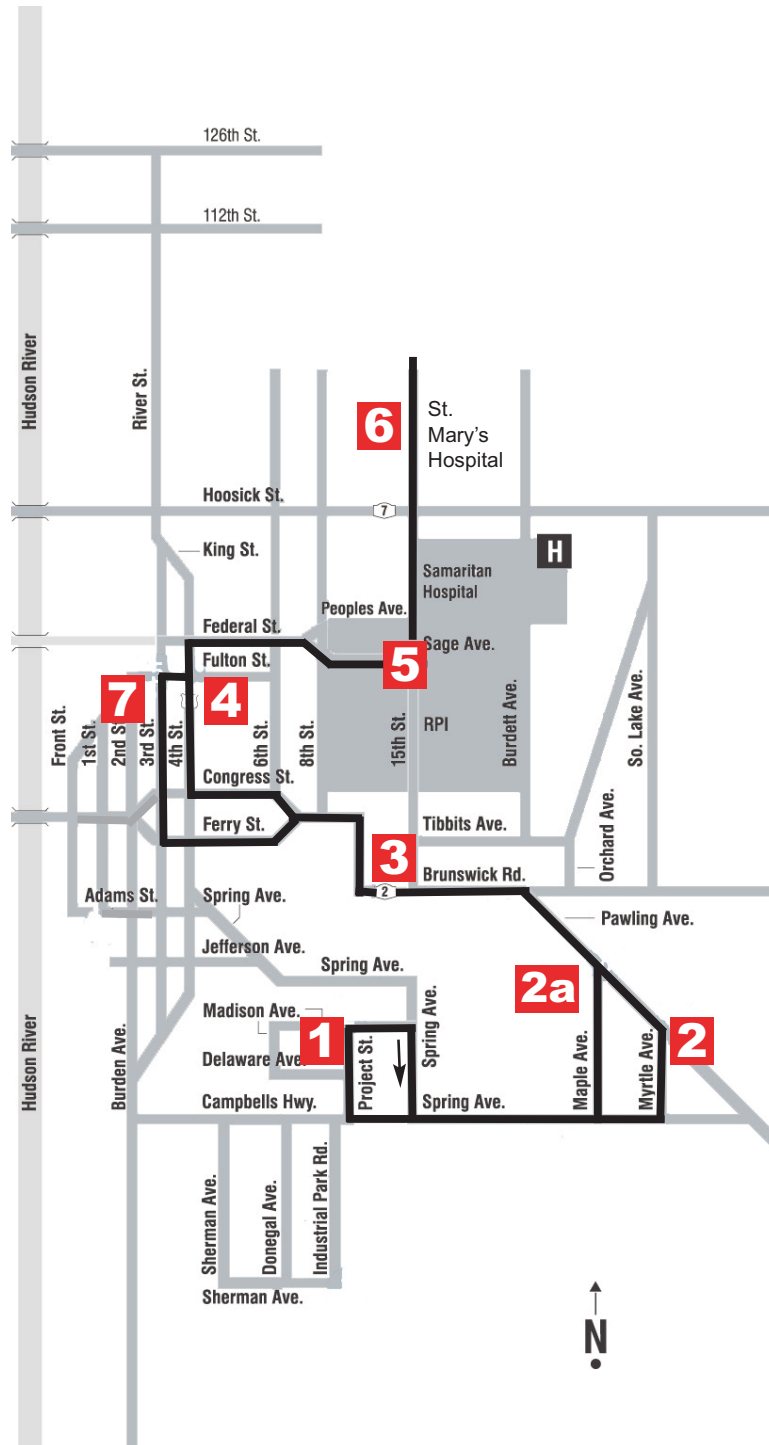 126th St.
112th St.
Hudson River
River St.
6
St.
Mary's
Hospital
Hoosick St.
7
King St.
H
Samaritan
Hospital
Peoples Ave.
Federal St.
Sage Ave.
Fulton St.
5
7
4
Front St.
1st St.
2nd St
3rd St.
4th St.
6th St.
8th St.
15th St.
RPI
Burdett Ave.
So. Lake Ave.
Congress St.
Ferry St.
Tibbits Ave.
Orchard Ave.
3
Brunswick Rd.
2
Adams St.
Spring Ave.
Pawling Ave.
Jefferson Ave.
Spring Ave.
2a
Madison Ave.
1
2
Delaware Ave.
Project St.
Spring Ave.
Maple Ave.
Myrtle Ave.
Hudson River
Burden Ave.
Campbells Hwy.
Spring Ave.
Sherman Ave.
Donegal Ave.
Industrial Park Rd.
Sherman Ave.
N